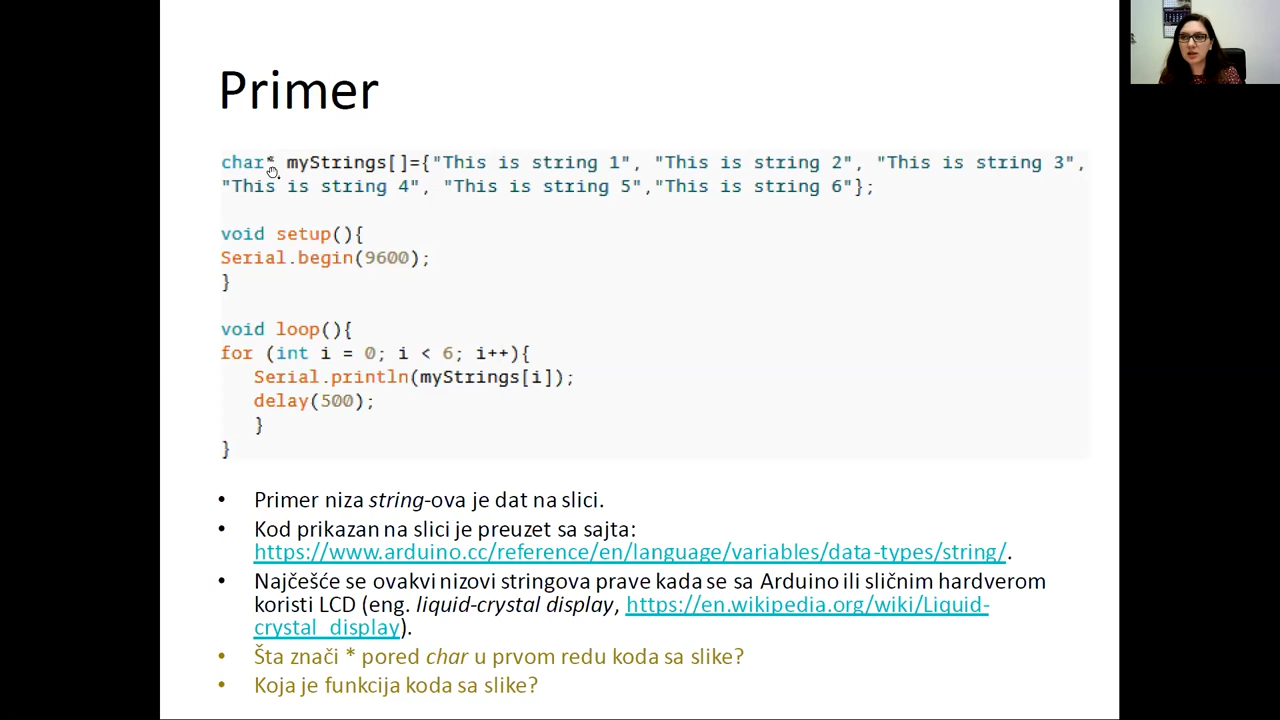 Primer
char* myStrings[]={"This is string 1", "This is string 2", "This is string 3",
"This is string 4", "This is string 5","This is string 6"};
void setup(){
Serial.begin(9600);
}
void loop(){
for (int i = 0; i < 6; i++){
Serial.println(myStrings[i]);
delay(500);
}
}
• Primer niza string-ova je dat na slici.
• Kod prikazan na slici je preuzet sa sajta:
https://www.arduino.cc/reference/en/language/variables/data-types/string/.
• Najčešće se ovakvi nizovi stringova prave kada se sa Arduino ili sličnim hardverom
koristi LCD (eng. liquid-crystal display, https://en.wikipedia.org/wiki/Liquid-
crystal_display).
• Šta znači * pored char u prvom redu koda sa slike?
• Koja je funkcija koda sa slike?